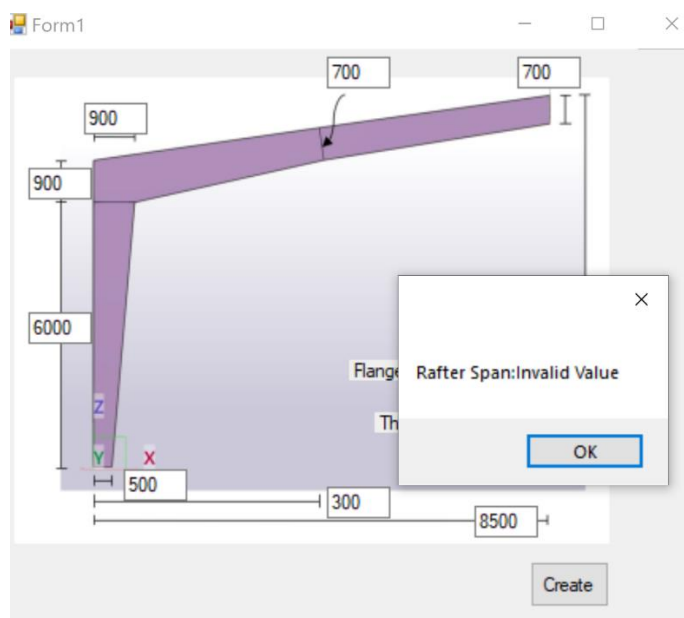 Form1
700
700
900
900
6000
Flange
Rafter Span:Invalid Value
Th
Z
Y
X
OK
500
300
8500
Create